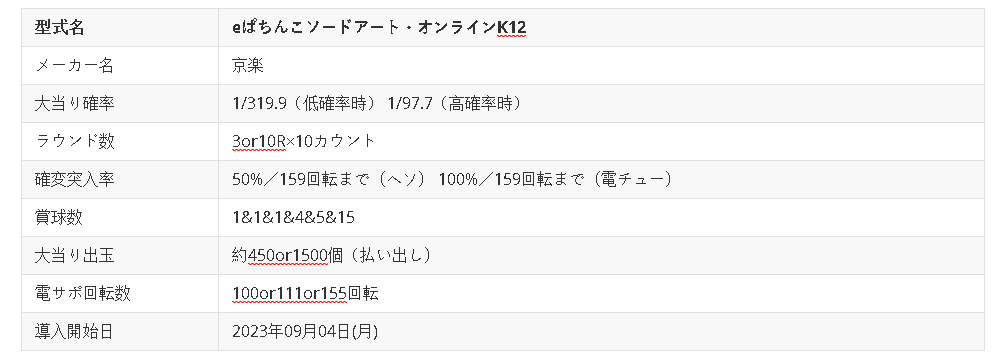 型式名 eぱちんこソードアート・オンラインK12
メーカー名 京楽
大当り確率 1/319.9（低確率時） 1/97.7（高確率時）
ラウンド数 3or10R×10カウント
確変突入率 50%／159回転まで（ヘソ） 100%／159回転まで（電チュー）
賞球数 1&1&1&4&5&15
大当り出玉 約450or1500個（払い出し）
電サポ回転数 100or111or155回転
導入開始日 2023年09月04日(月)